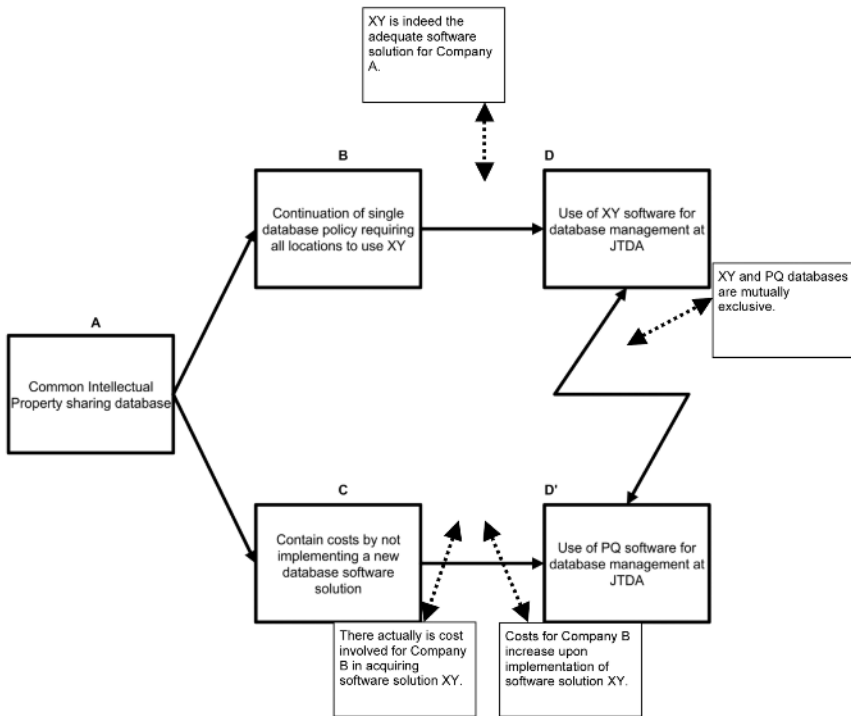 XY is indeed the
adequate software
solution for Company
A.
B
D
Continuation of single
database policy requiring
all locations to use XY
Use of XY software for
database management at
JTDA
XY and PQ databases
are mutually
exclusive.
A
Common Intellectual
Property sharing database
C
D'
Contain costs by not
implementing a new
database software
solution
Use of PQ software for
database management at
JTDA
There actually is cost
involved for Company
B in acquiring
software solution XY.
Costs for Company B
increase upon
implementation of
software solution XY.